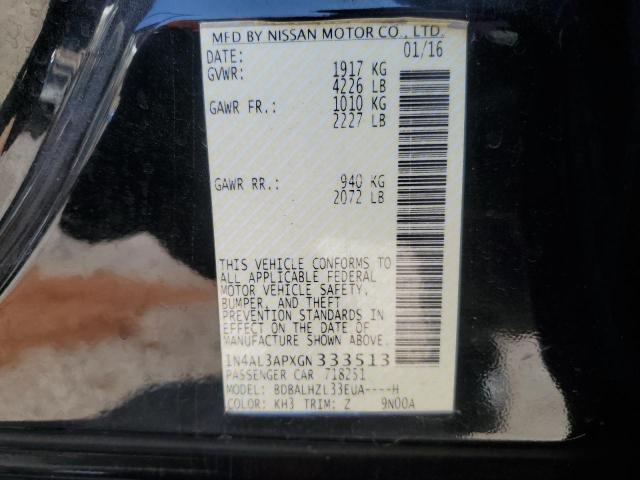 MFD BY NISSAN MOTOR CO., LTD.
DATE: 01/16
GVWR: 1917 KG
4226 LB
GAWR FR.: 1010 KG
2227 LB
GAWR RR.: 940 KG
2072 LB
THIS VEHICLE CONFORMS TO
ALL APPLICABLE FEDERAL
MOTOR VEHICLE SAFETY,
BUMPER, AND THEFT
PREVENTION STANDARDS IN
EFFECT ON THE DATE OF
MANUFACTURE SHOWN ABOVE.
1N4AL3APXGN 333513
PASSENGER CAR 718251
MODEL: BDBALHZL33EUA----H
COLOR: KH3 TRIM: Z 9N00A